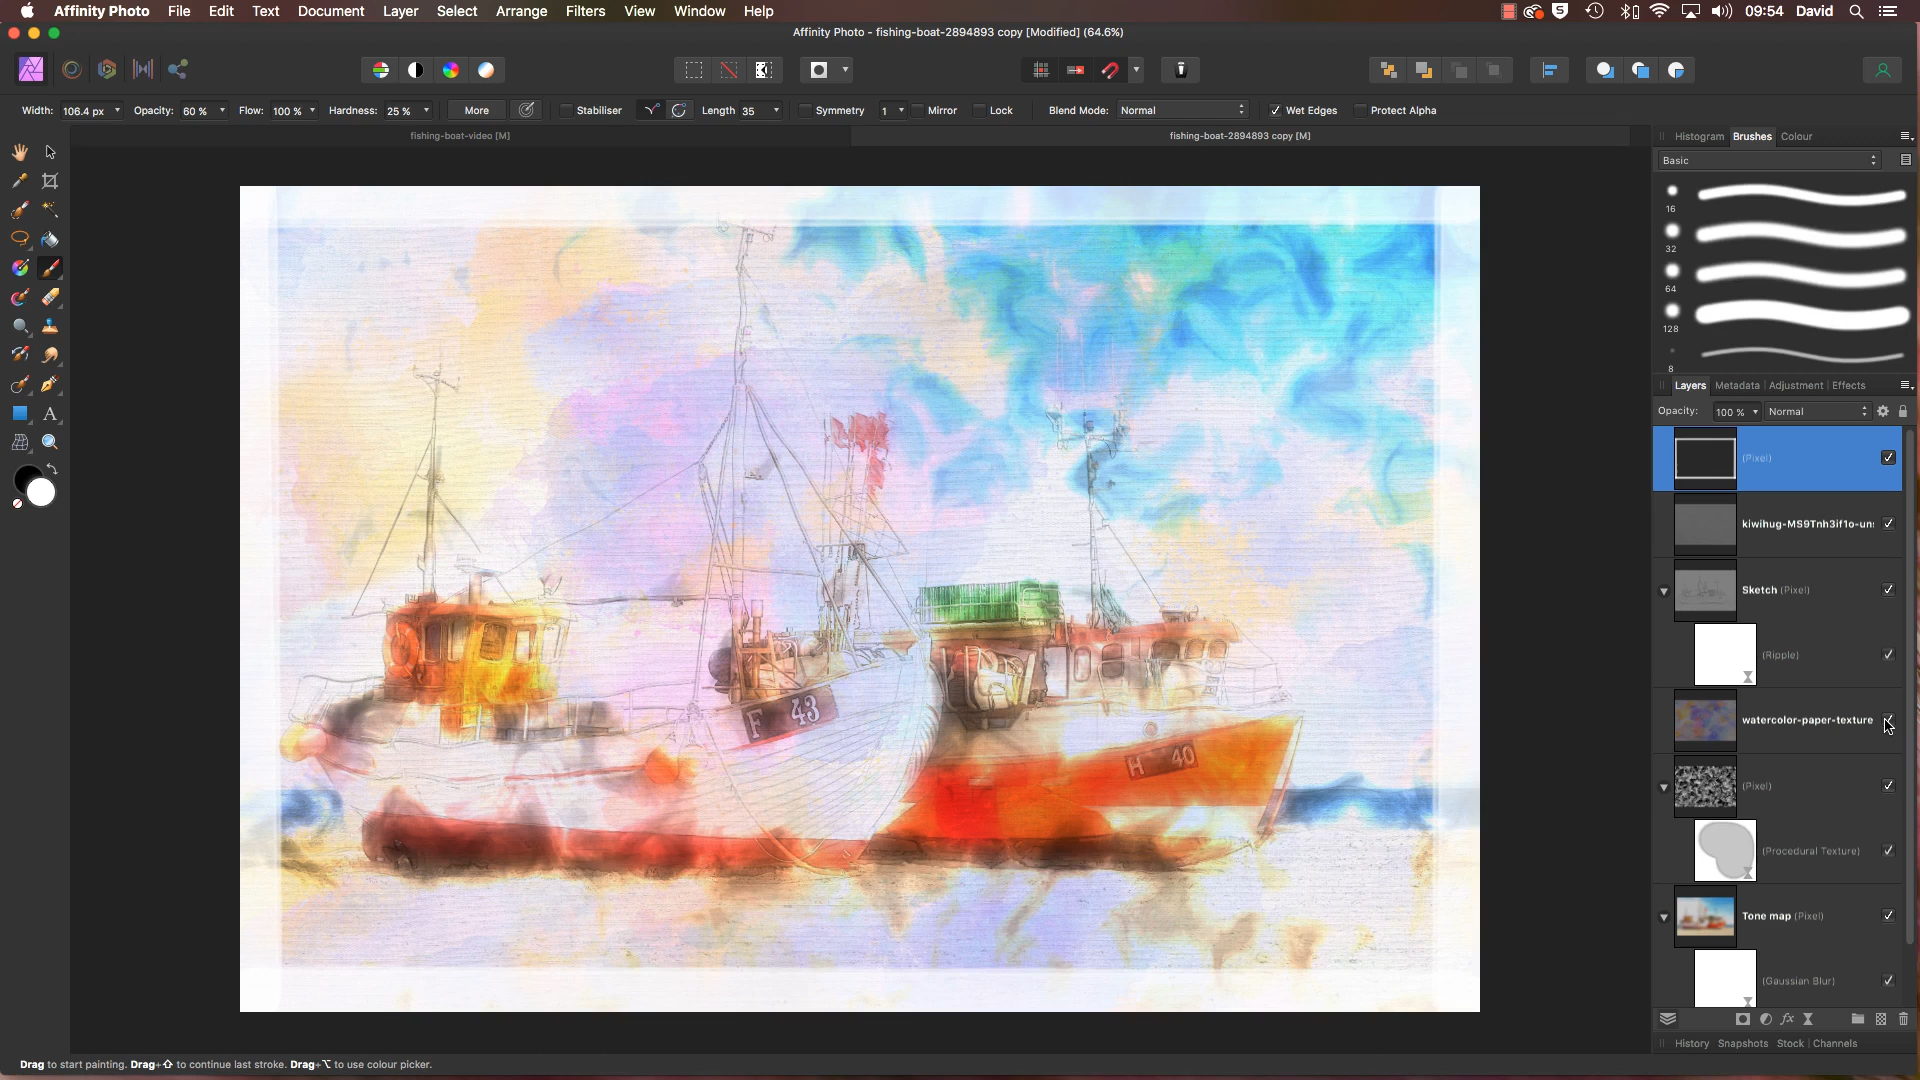 Affinity Photo File Edit Text Document Layer Select Arrange Filters View Window Help 09:54 David
Affinity Photo - fishing-boat-2894893 copy [Modified] (64.6%)
Width: 106.4 px Opacity: 60 % Flow: 100 % Hardness: 25 % More Stabiliser Length 35 Symmetry 1 Mirror Lock Blend Mode: Normal Wet Edges Protect Alpha
fishing-boat-video [M] fishing-boat-2894893 copy [M]
Histogram Brushes Colour
Basic
16
32
64
128
8
Layers Metadata Adjustment Effects
Opacity: 100 % Normal
(Pixel)
kiwihug-MS9Tnh3if1o-un
Sketch (Pixel)
(Ripple)
watercolor-paper-texture
(Pixel)
(Procedural Texture)
Tone map (Pixel)
(Gaussian Blur)
F 43
H 40
History Snapshots Stock Channels
Drag to start painting. Drag+⇧ to continue last stroke. Drag+⌥ to use colour picker.